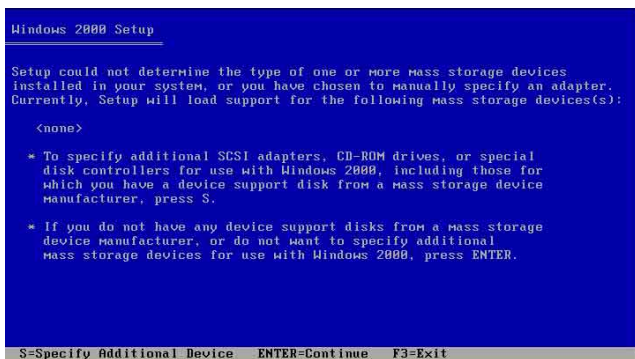 Windows 2000 Setup
Setup could not determine the type of one or more mass storage devices
installed in your system, or you have chosen to manually specify an adapter.
Currently, Setup will load support for the following mass storage devices(s):
<none>
* To specify additional SCSI adapters, CD-ROM drives, or special
disk controllers for use with Windows 2000, including those for
which you have a device support disk from a mass storage device
manufacturer, press S.
* If you do not have any device support disks from a mass storage
device manufacturer, or do not want to specify additional
mass storage devices for use with Windows 2000, press ENTER.
S=Specify Additional Device ENTER=Continue F3=Exit